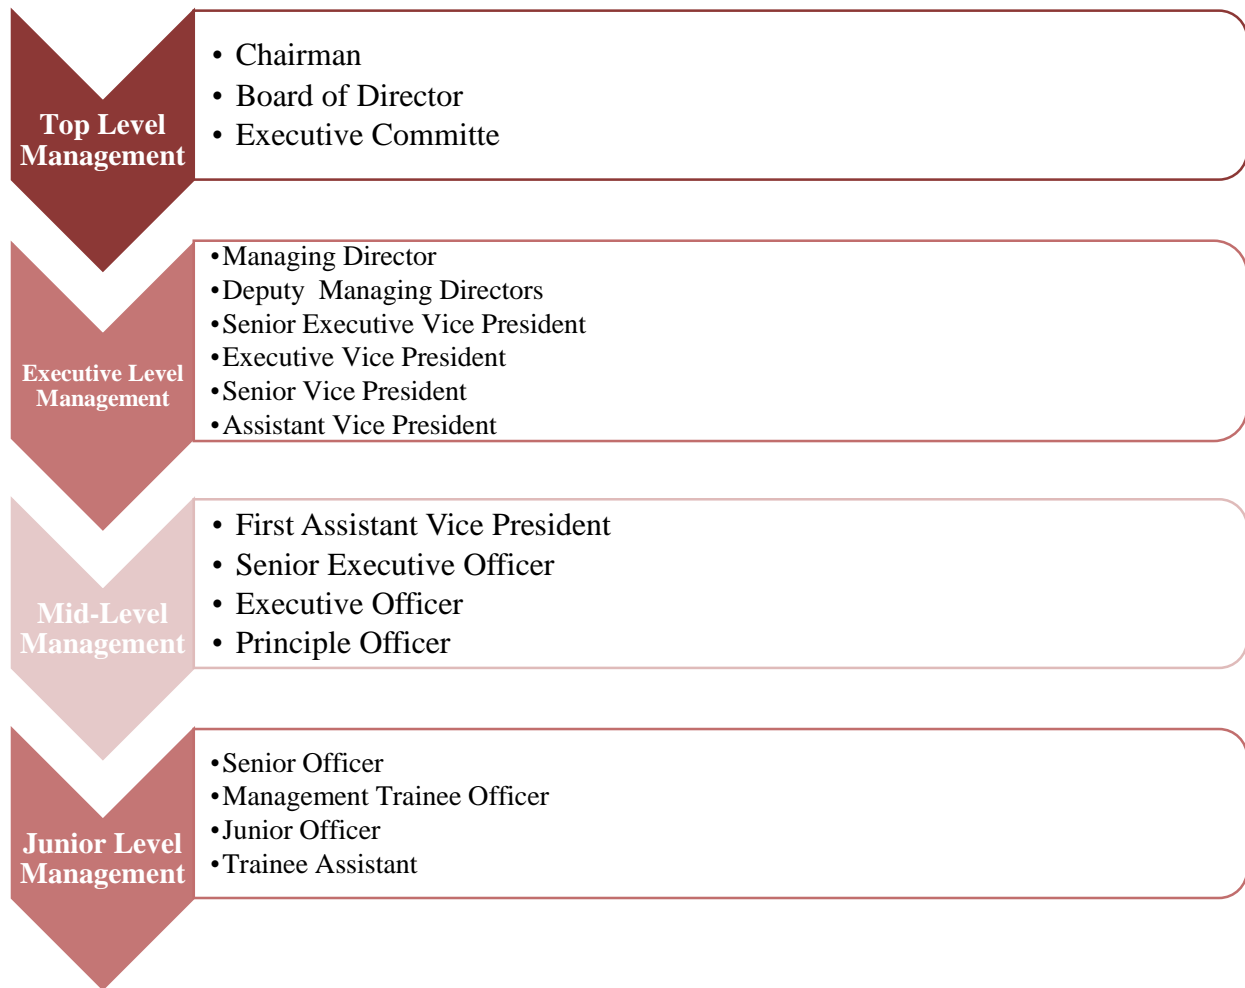 Top Level
Management
• Chairman
• Board of Director
• Executive Committe
Executive Level
Management
•Managing Director
•Deputy  Managing Directors
•Senior Executive Vice President
•Executive Vice President
•Senior Vice President
•Assistant Vice President
Mid-Level
Management
• First Assistant Vice President
• Senior Executive Officer
• Executive Officer
• Principle Officer
Junior Level
Management
•Senior Officer
•Management Trainee Officer
•Junior Officer
•Trainee Assistant